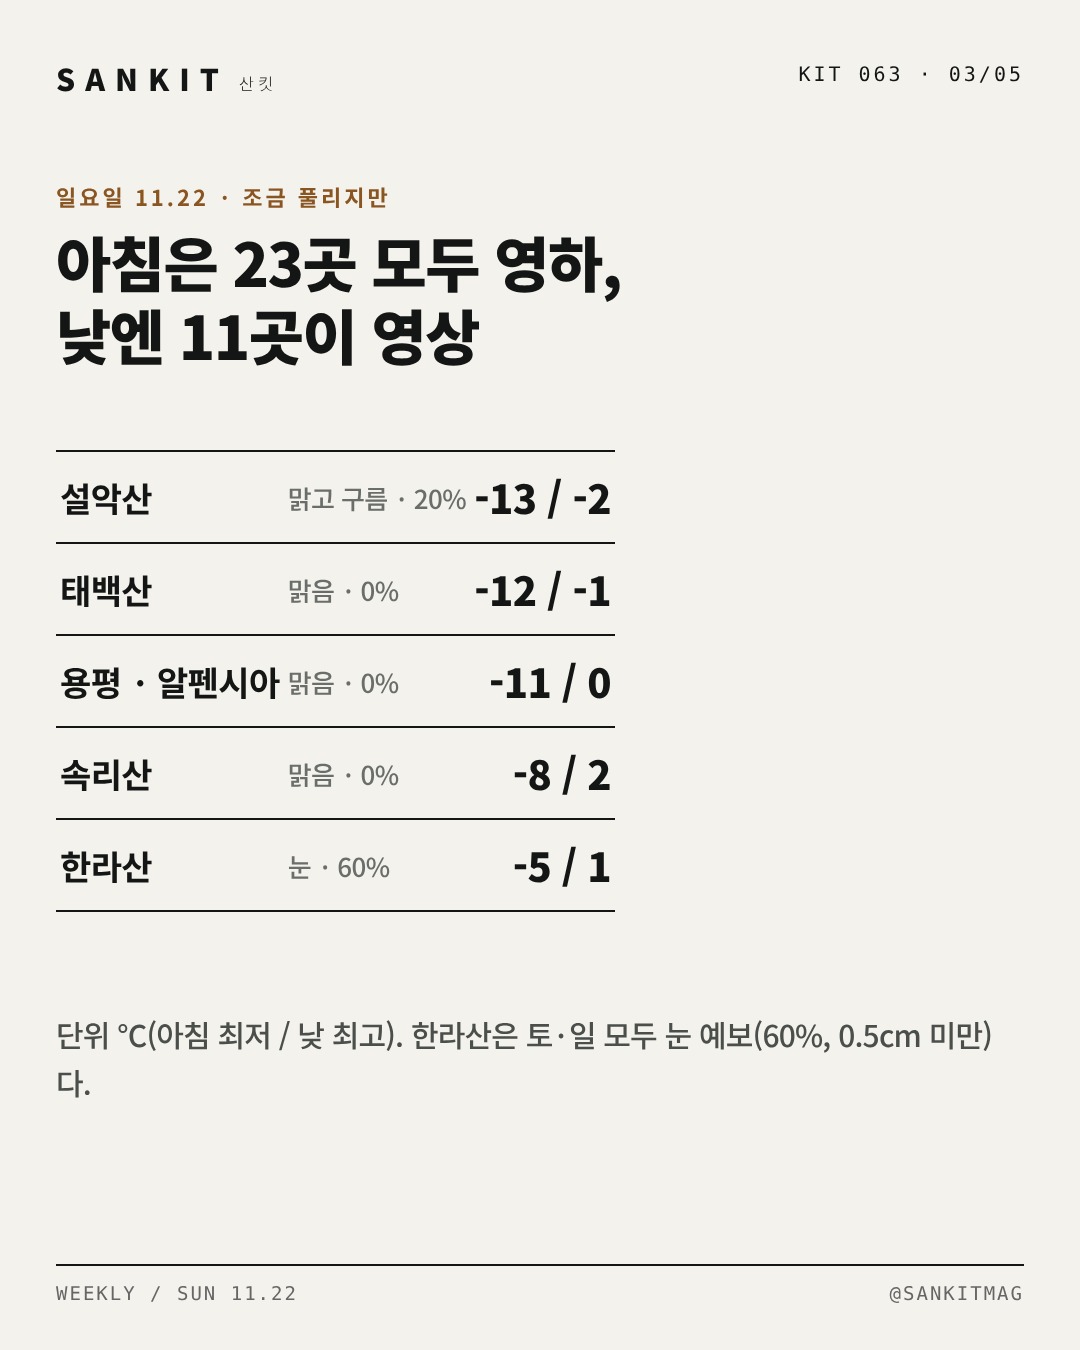 SANKIT 산킷
KIT 063 · 03/05
일요일 11.22 · 조금 풀리지만
아침은 23곳 모두 영하,
낮엔 11곳이 영상
설악산 맑고 구름 · 20% -13 / -2
태백산 맑음 · 0% -12 / -1
용평 · 알펜시아 맑음 · 0% -11 / 0
속리산 맑음 · 0% -8 / 2
한라산 눈 · 60% -5 / 1
단위 ℃(아침 최저 / 낮 최고). 한라산은 토·일 모두 눈 예보(60%, 0.5cm 미만)
다.
WEEKLY / SUN 11.22
@SANKITMAG